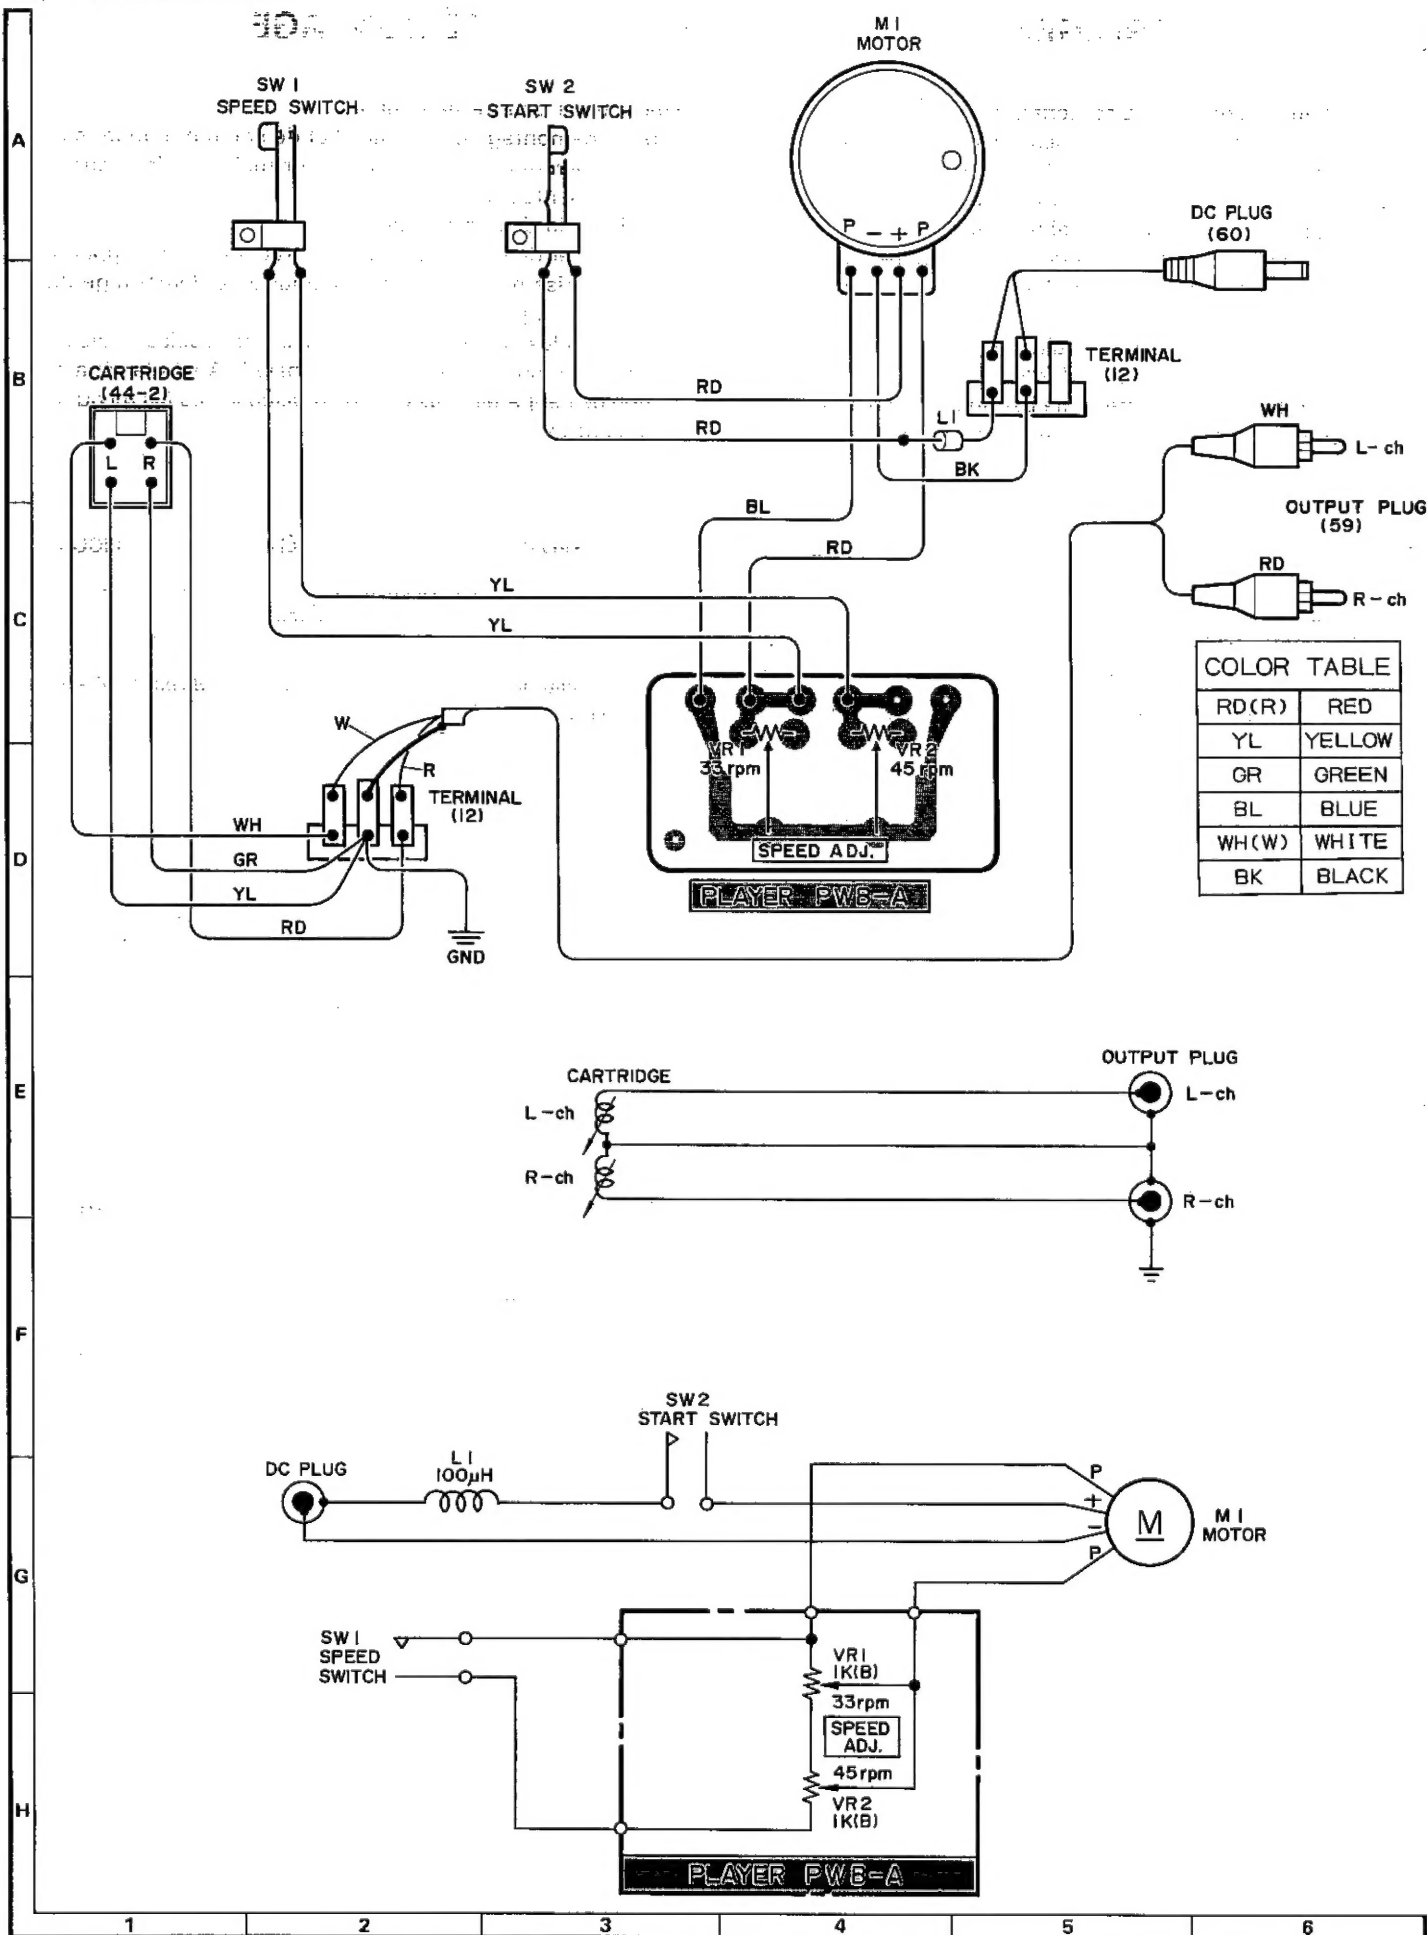 M1
MOTOR
SW 1
SPEED SWITCH
SW 2
START SWITCH
A
P - + P
DC PLUG
(60)
TERMINAL
(12)
B
CARTRIDGE
(44-2)
RD
RD
L1
BK
WH
L-ch
L R
BL
OUTPUT PLUG
(59)
RD
RD
R-ch
YL
YL
C
COLOR TABLE
RD(R) RED
YL YELLOW
GR GREEN
BL BLUE
WH(W) WHITE
BK BLACK
W
R
TERMINAL
(12)
VR1
33rpm
VR2
45rpm
SPEED ADJ.
PLAYER PWB-A
D
WH
GR
YL
RD
GND
E
CARTRIDGE
OUTPUT PLUG
L-ch
L-ch
R-ch
R-ch
F
SW2
START SWITCH
DC PLUG
L1
100μH
P
+
-
P
M
M1
MOTOR
G
SW1
SPEED
SWITCH
VR1
1K(B)
33rpm
SPEED
ADJ.
45rpm
VR2
1K(B)
H
PLAYER PWB-A
1 2 3 4 5 6